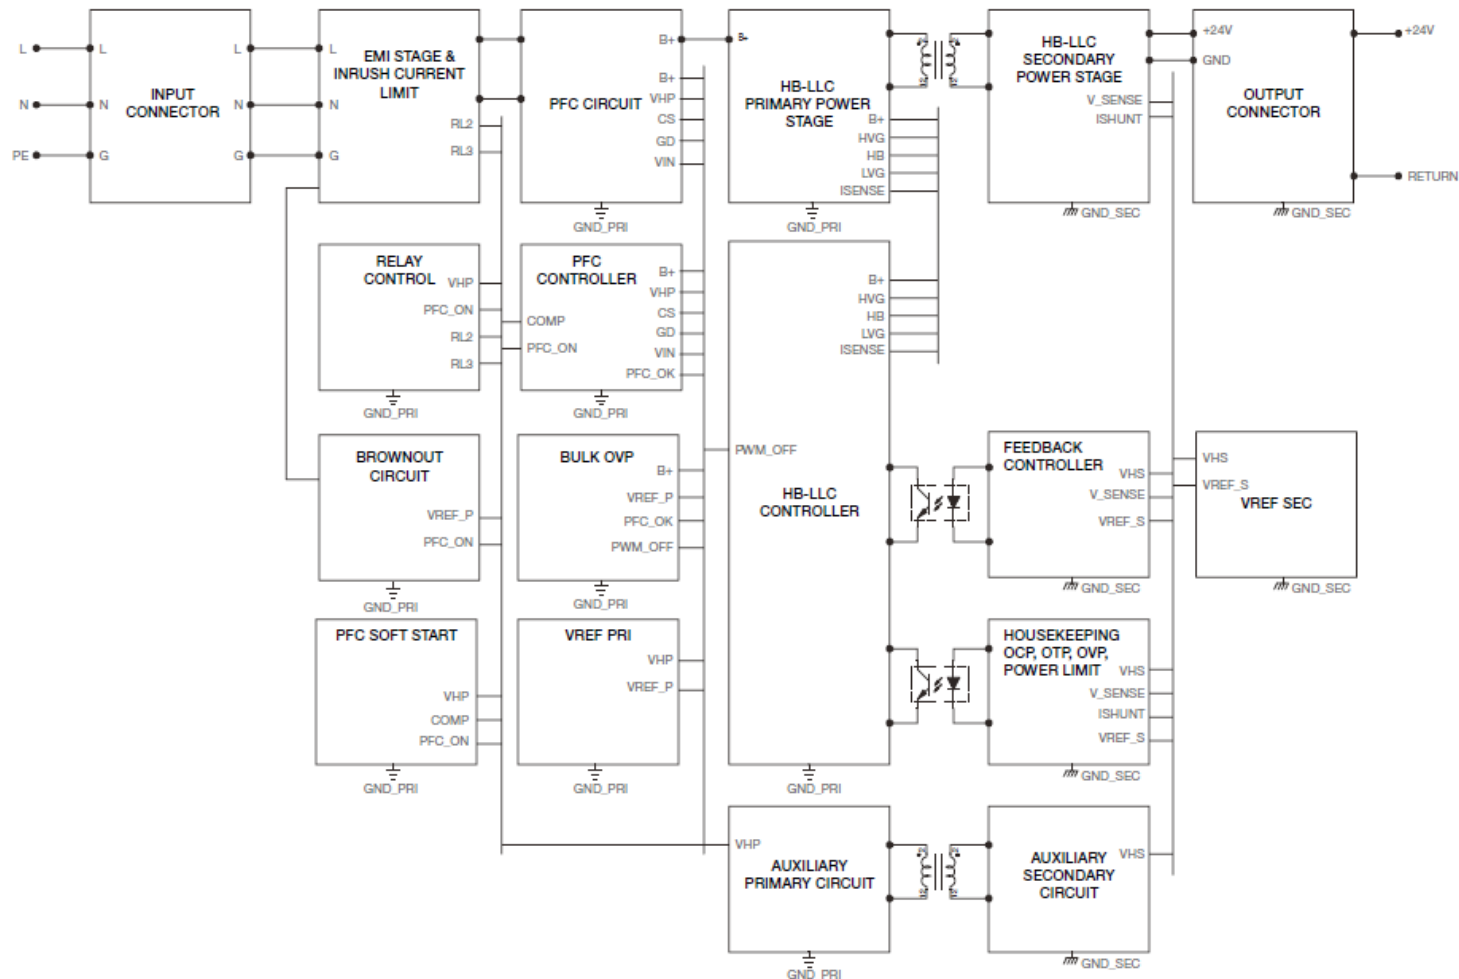 L
N
PE
L
N
G
INPUT
CONNECTOR
L
N
G
L
N
G
EMI STAGE &
INRUSH CURRENT
LIMIT
RL2
RL3
B+
B+
VHP
CS
GD
VIN
PFC CIRCUIT
GND_PRI
B+
HB-LLC
PRIMARY POWER
STAGE
B+
HVG
HB
LVG
ISENSE
GND_PRI
HB-LLC
SECONDARY
POWER STAGE
V_SENSE
ISHUNT
GND_SEC
+24V
GND
OUTPUT
CONNECTOR
GND_SEC
+24V
RETURN
RELAY
CONTROL
VHP
PFC_ON
RL2
RL3
GND_PRI
PFC
CONTROLLER
COMP
PFC_ON
B+
VHP
CS
GD
VIN
PFC_OK
GND_PRI
B+
HVG
HB
LVG
ISENSE
PWM_OFF
HB-LLC
CONTROLLER
GND_PRI
BROWNOUT
CIRCUIT
VREF_P
PFC_ON
GND_PRI
BULK OVP
B+
VREF_P
PFC_OK
PWM_OFF
GND_PRI
FEEDBACK
CONTROLLER
VHS
V_SENSE
VREF_S
GND_SEC
VHS
VREF_S
VREF SEC
GND_SEC
PFC SOFT START
VHP
COMP
PFC_ON
GND_PRI
VREF PRI
VHP
VREF_P
GND_PRI
HOUSEKEEPING
OCP, OTP, OVP,
POWER LIMIT
VHS
V_SENSE
ISHUNT
VREF_S
GND_SEC
VHP
AUXILIARY
PRIMARY CIRCUIT
GND_PRI
VHS
AUXILIARY
SECONDARY
CIRCUIT
GND_SEC